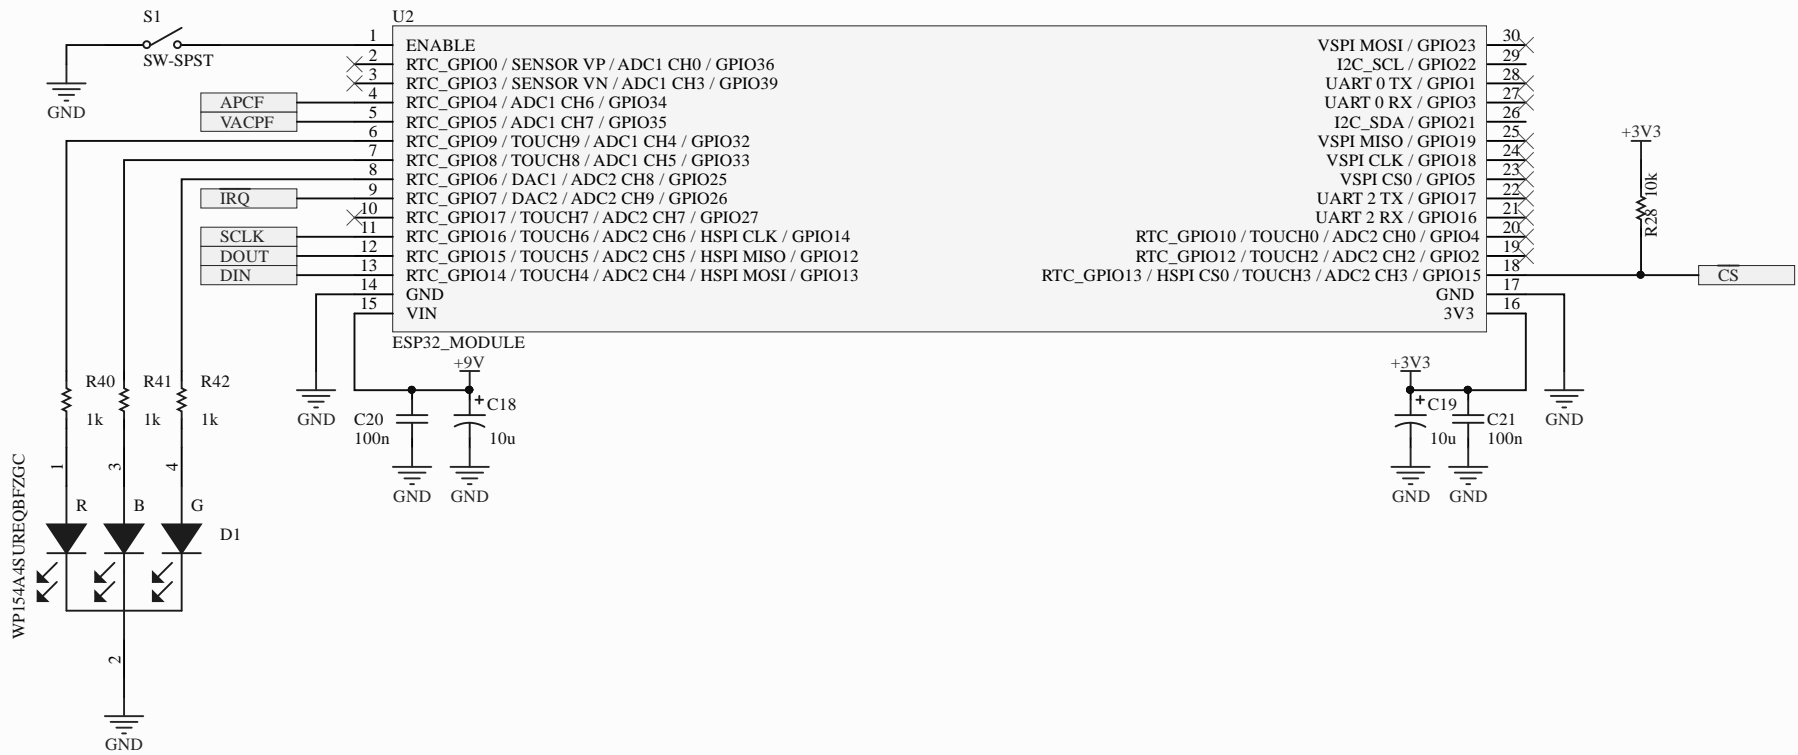 S1
SW-SPST
GND
U2
1 ENABLE
2 RTC_GPIO0 / SENSOR VP / ADC1 CH0 / GPIO36
3 RTC_GPIO3 / SENSOR VN / ADC1 CH3 / GPIO39
APCF 4 RTC_GPIO4 / ADC1 CH6 / GPIO34
VACPF 5 RTC_GPIO5 / ADC1 CH7 / GPIO35
6 RTC_GPIO9 / TOUCH9 / ADC1 CH4 / GPIO32
7 RTC_GPIO8 / TOUCH8 / ADC1 CH5 / GPIO33
8 RTC_GPIO6 / DAC1 / ADC2 CH8 / GPIO25
IRQ 9 RTC_GPIO7 / DAC2 / ADC2 CH9 / GPIO26
10 RTC_GPIO17 / TOUCH7 / ADC2 CH7 / GPIO27
SCLK 11 RTC_GPIO16 / TOUCH6 / ADC2 CH6 / HSPI CLK / GPIO14
DOUT 12 RTC_GPIO15 / TOUCH5 / ADC2 CH5 / HSPI MISO / GPIO12
DIN 13 RTC_GPIO14 / TOUCH4 / ADC2 CH4 / HSPI MOSI / GPIO13
14 GND
15 VIN
VSPI MOSI / GPIO23 30
I2C_SCL / GPIO22 29
UART 0 TX / GPIO1 28
UART 0 RX / GPIO3 27
I2C_SDA / GPIO21 26
VSPI MISO / GPIO19 25
VSPI CLK / GPIO18 24
VSPI CS0 / GPIO5 23
UART 2 TX / GPIO17 22
UART 2 RX / GPIO16 21
RTC_GPIO10 / TOUCH0 / ADC2 CH0 / GPIO4 20
RTC_GPIO12 / TOUCH2 / ADC2 CH2 / GPIO2 19
RTC_GPIO13 / HSPI CS0 / TOUCH3 / ADC2 CH3 / GPIO15 18
GND 17
3V3 16
ESP32_MODULE
+3V3
R28 10k
CS
+9V
C20
100n
+ C18
10u
GND
GND
GND
+3V3
+ C19
10u
C21
100n
GND
GND
GND
R40
1k
R41
1k
R42
1k
1
3
4
R
B
G
D1
WP154A4SUREQBFZGC
2
GND